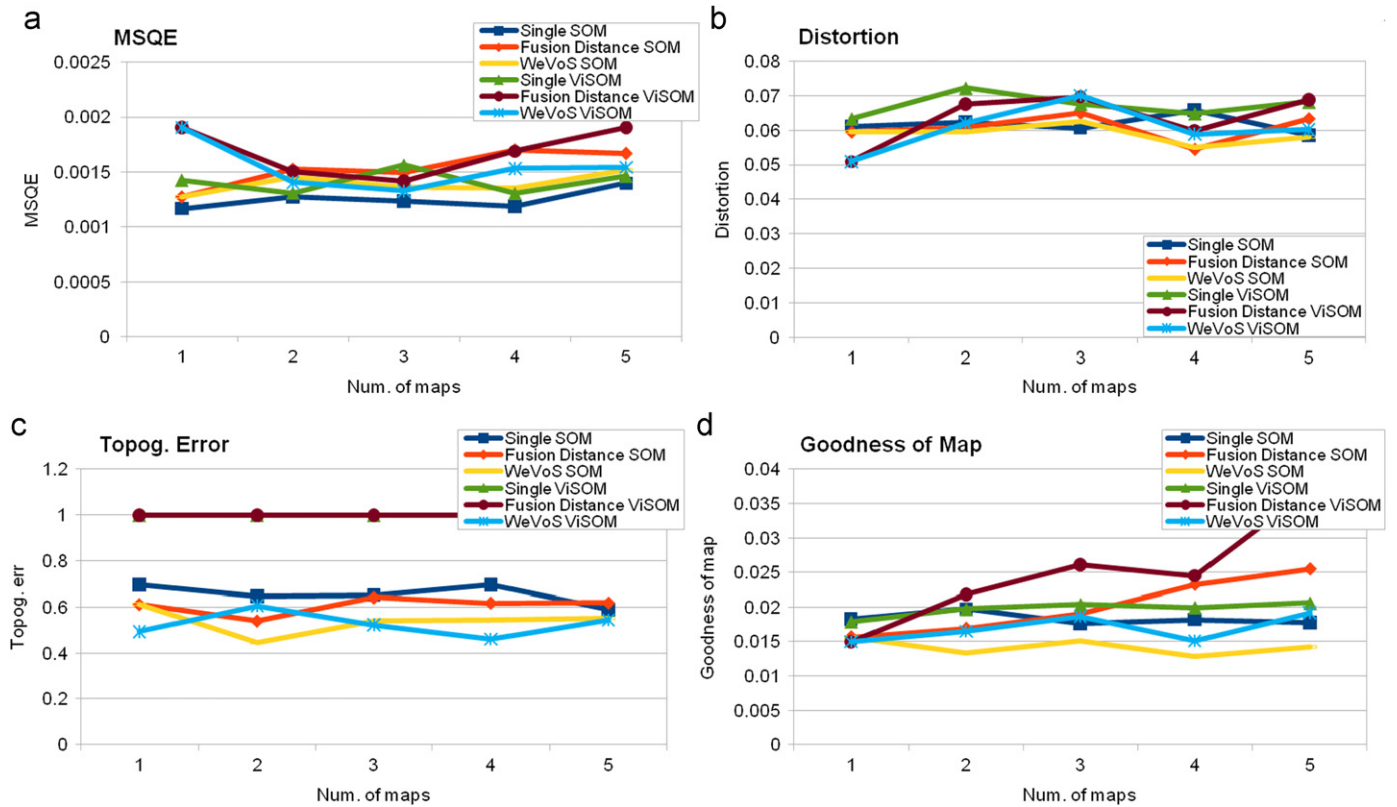 a
MSQE
Single SOM
Fusion Distance SOM
WeVoS SOM
Single ViSOM
Fusion Distance ViSOM
WeVoS ViSOM
0.0025
0.002
0.0015
0.001
0.0005
0
MSQE
1 2 3 4 5
Num. of maps
b
Distortion
0.08
0.07
0.06
0.05
0.04
0.03
0.02
0.01
0
Distortion
Single SOM
Fusion Distance SOM
WeVoS SOM
Single ViSOM
Fusion Distance ViSOM
WeVoS ViSOM
1 2 3 4 5
Num. of maps
c
Topog. Error
Single SOM
Fusion Distance SOM
WeVoS SOM
Single ViSOM
Fusion Distance ViSOM
WeVoS ViSOM
1.2
1
0.8
0.6
0.4
0.2
0
Topog. err
1 2 3 4 5
Num. of maps
d
Goodness of Map
Single SOM
Fusion Distance SOM
WeVoS SOM
Single ViSOM
Fusion Distance ViSOM
WeVoS ViSOM
0.04
0.035
0.03
0.025
0.02
0.015
0.01
0.005
0
Goodness of map
1 2 3 4 5
Num. of maps